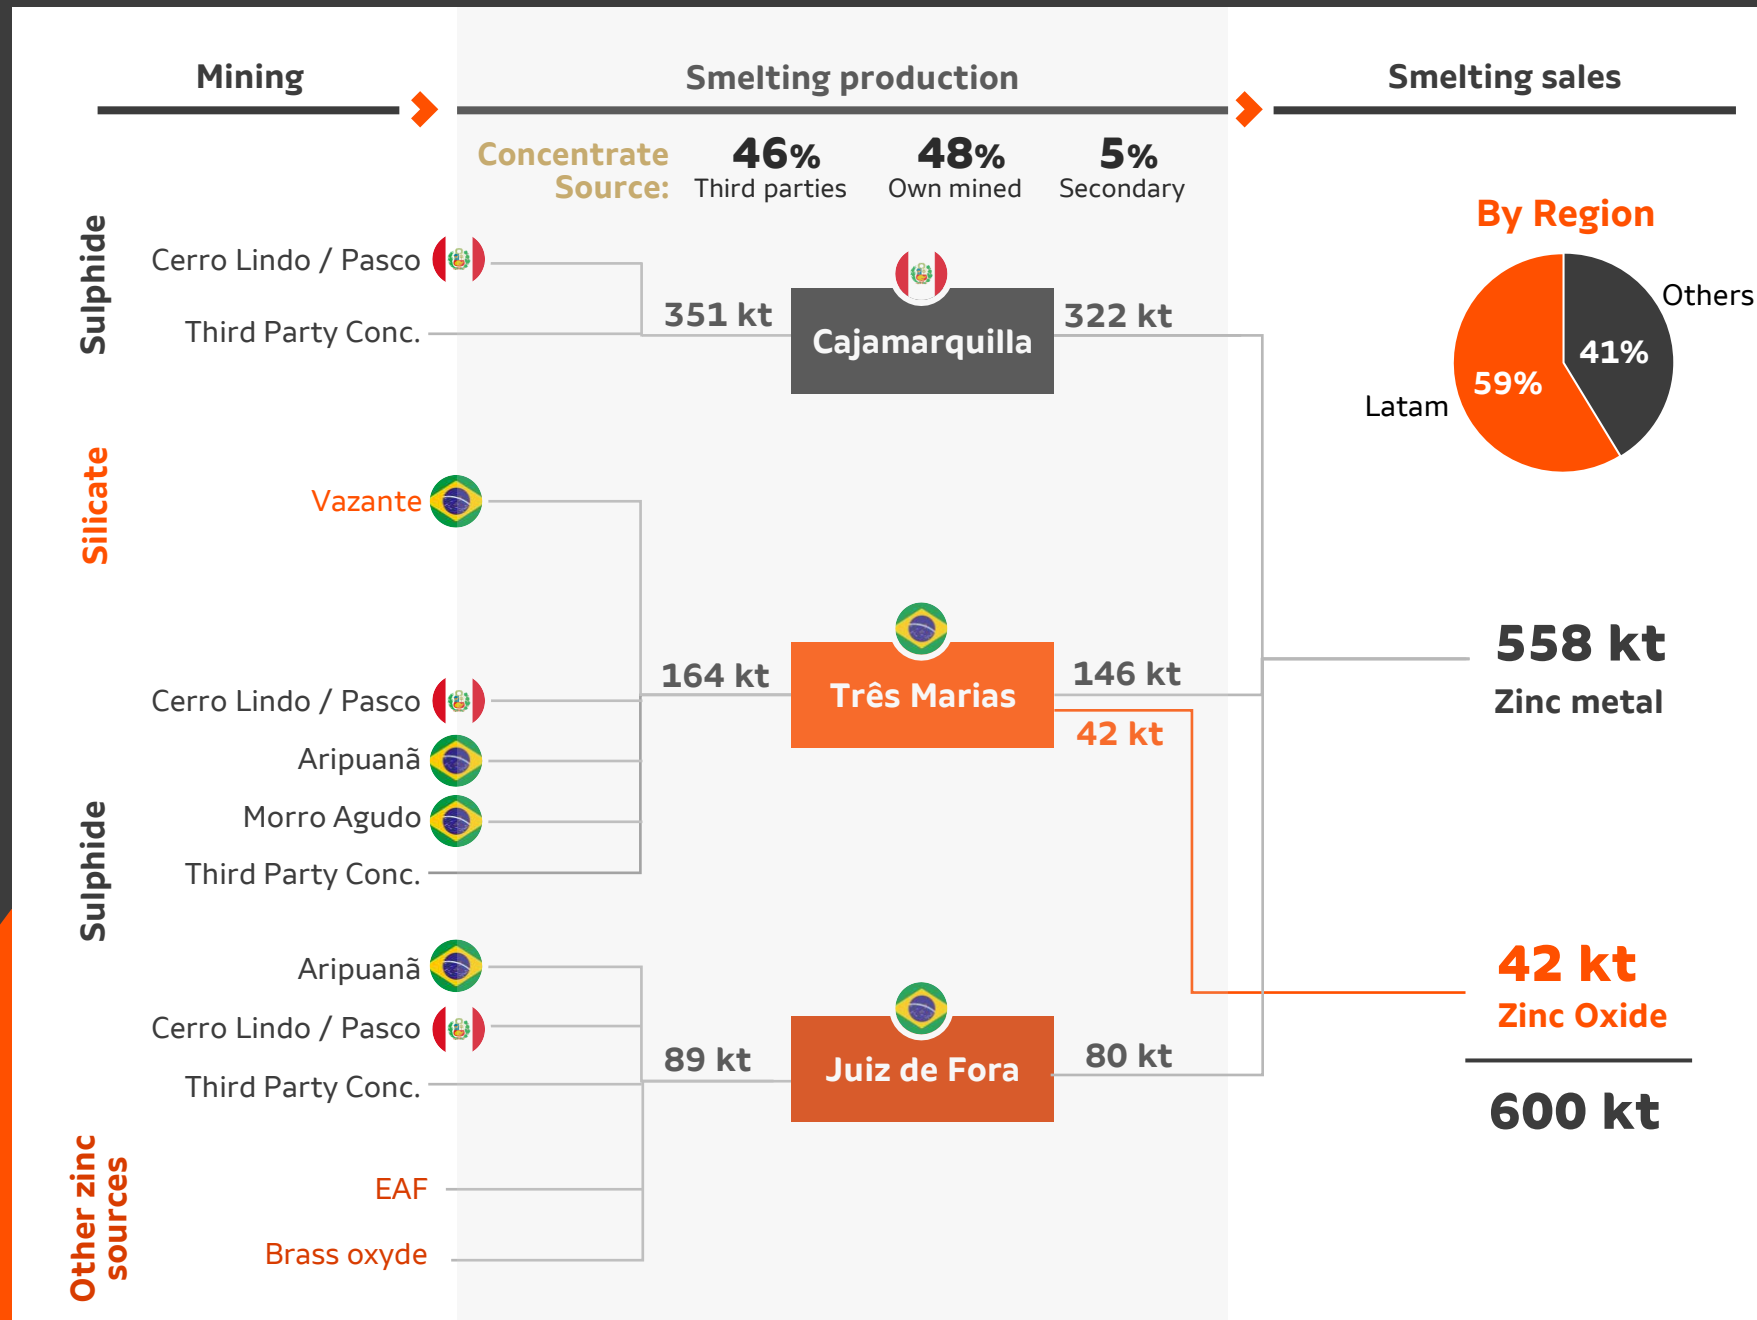 Mining
Smelting production
Smelting sales
Concentrate
Source:
46%
Third parties
48%
Own mined
5%
Secondary
Sulphide
Cerro Lindo / Pasco
Third Party Conc.
351 kt
Cajamarquilla
322 kt
By Region
Others
41%
59%
Latam
Silicate
Vazante
Sulphide
Cerro Lindo / Pasco
Aripuanã
Morro Agudo
Third Party Conc.
164 kt
Três Marias
146 kt
42 kt
558 kt
Zinc metal
Aripuanã
Cerro Lindo / Pasco
Third Party Conc.
89 kt
Juiz de Fora
80 kt
42 kt
Zinc Oxide
600 kt
Other zinc
sources
EAF
Brass oxyde